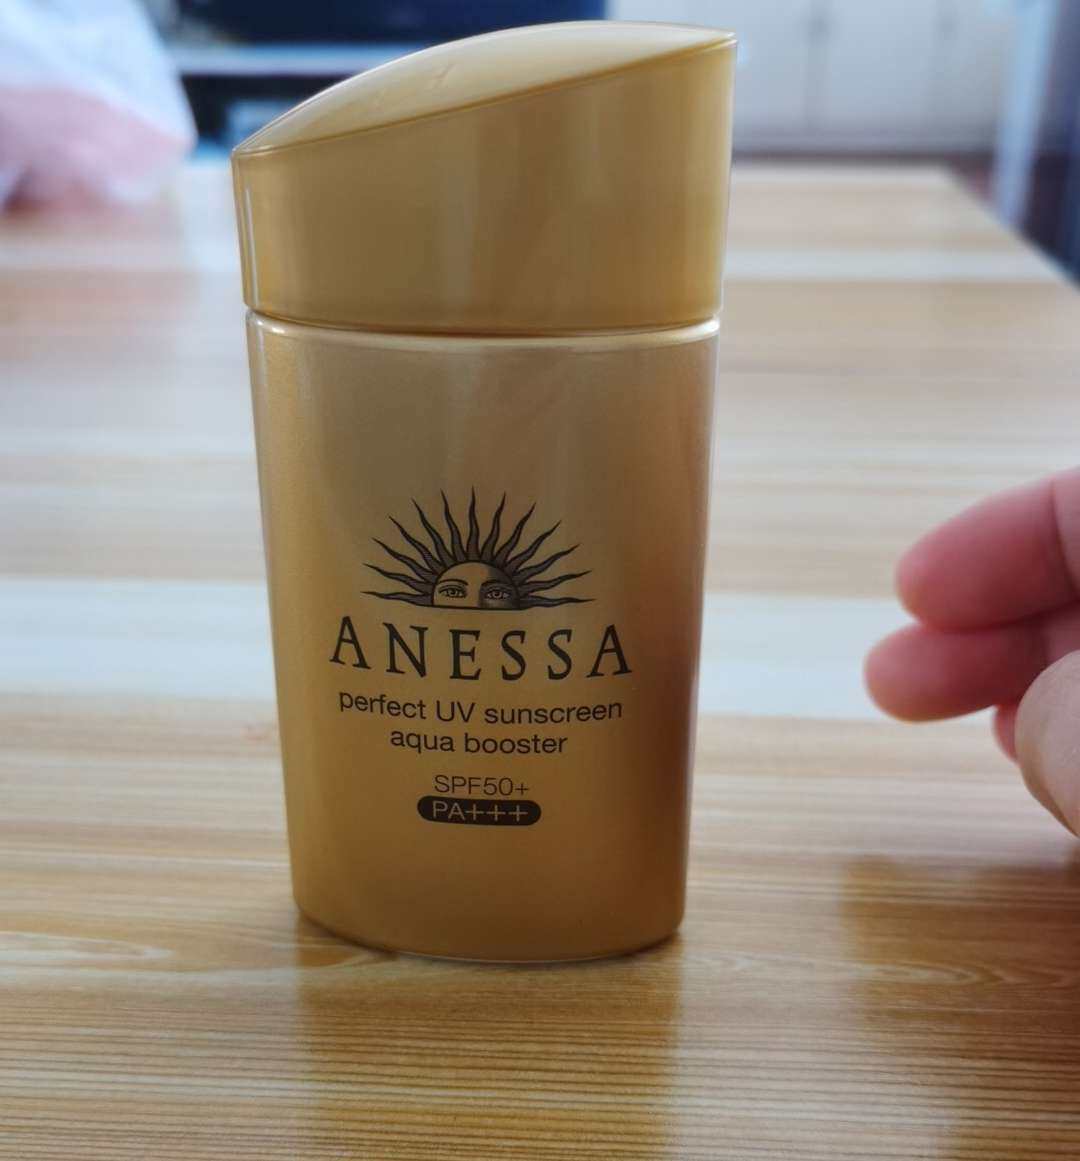 ANESSA
perfect UV sunscreen
aqua booster
SPF50+
PA+++